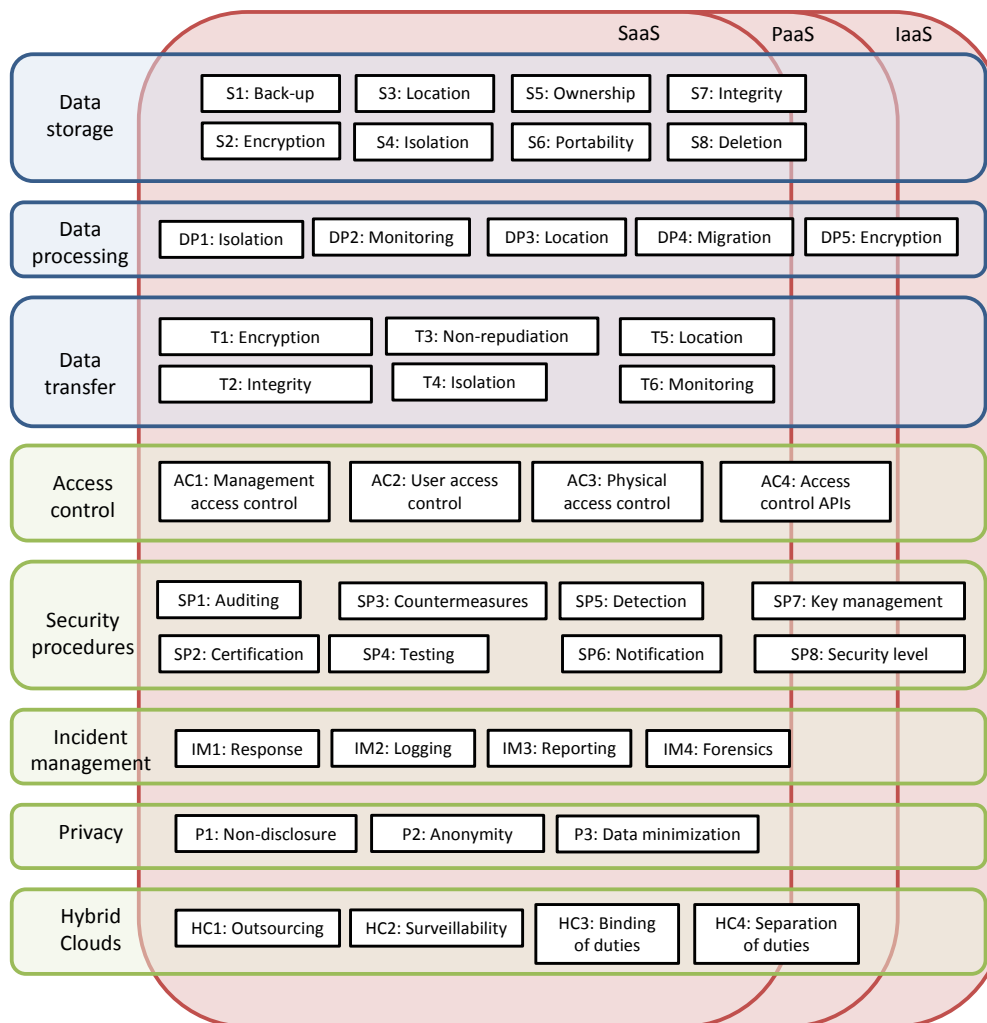 SaaS
PaaS
IaaS
Data
storage
S1: Back-up
S3: Location
S5: Ownership
S7: Integrity
S2: Encryption
S4: Isolation
S6: Portability
S8: Deletion
Data
processing
DP1: Isolation
DP2: Monitoring
DP3: Location
DP4: Migration
DP5: Encryption
Data
transfer
T1: Encryption
T3: Non-repudiation
T5: Location
T2: Integrity
T4: Isolation
T6: Monitoring
Access
control
AC1: Management
access control
AC2: User access
control
AC3: Physical
access control
AC4: Access
control APIs
Security
procedures
SP1: Auditing
SP3: Countermeasures
SP5: Detection
SP7: Key management
SP2: Certification
SP4: Testing
SP6: Notification
SP8: Security level
Incident
management
IM1: Response
IM2: Logging
IM3: Reporting
IM4: Forensics
Privacy
P1: Non-disclosure
P2: Anonymity
P3: Data minimization
Hybrid
Clouds
HC1: Outsourcing
HC2: Surveillability
HC3: Binding
of duties
HC4: Separation
of duties